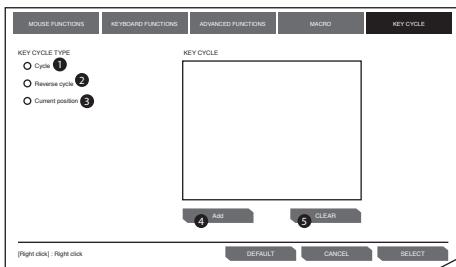 MOUSE FUNCTIONS KEYBOARD FUNCTIONS ADVANCED FUNCTIONS MACRO KEY CYCLE
KEY CYCLE TYPE KEY CYCLE
Cycle 1
Reverse cycle 2
Current position 3
4 Add 5 CLEAR
[Right click] : Right click DEFAULT CANCEL SELECT